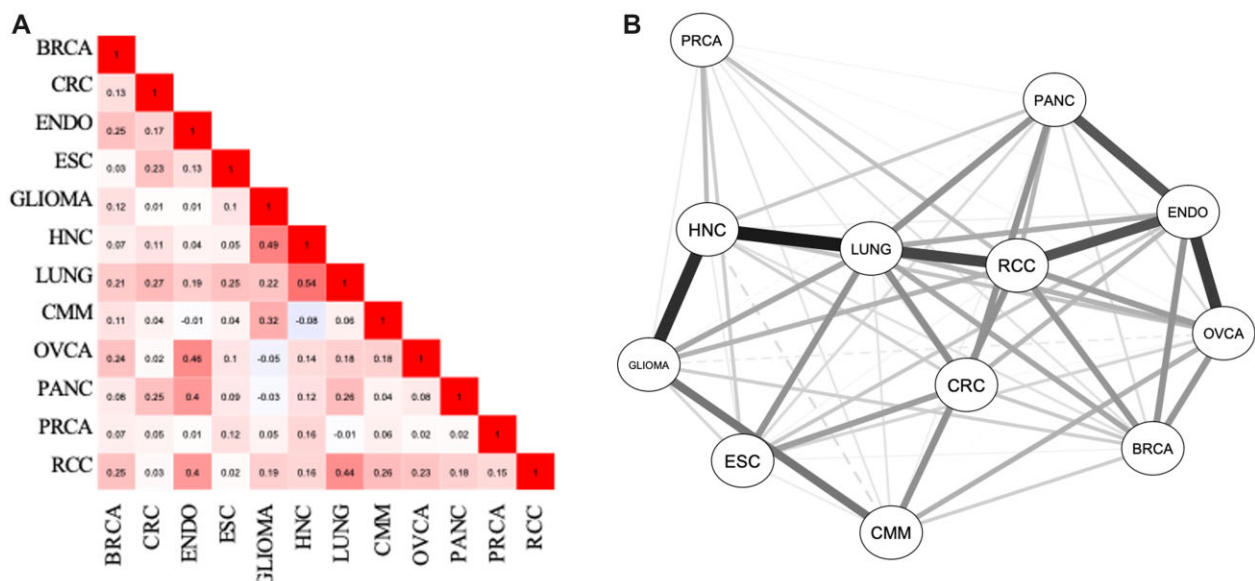 A
BRCA 1
CRC 0.13 1
ENDO 0.25 0.17 1
ESC 0.03 0.23 0.13 1
GLIOMA 0.12 0.01 0.01 0.1 1
HNC 0.07 0.11 0.04 0.05 0.49 1
LUNG 0.21 0.27 0.19 0.25 0.22 0.54 1
CMM 0.11 0.04 -0.01 0.04 0.32 -0.08 0.06 1
OVCA 0.24 0.02 0.46 0.1 -0.05 0.14 0.18 0.18 1
PANC 0.08 0.25 0.4 0.09 -0.03 0.12 0.26 0.04 0.08 1
PRCA 0.07 0.05 0.01 0.12 0.05 0.16 -0.01 0.06 0.02 0.02 1
RCC 0.25 0.03 0.4 0.02 0.19 0.16 0.44 0.26 0.23 0.18 0.15 1
BRCA CRC ENDO ESC GLIOMA HNC LUNG CMM OVCA PANC PRCA RCC
B
PRCA
PANC
ENDO
HNC
LUNG
RCC
OVCA
GLIOMA
CRC
BRCA
ESC
CMM